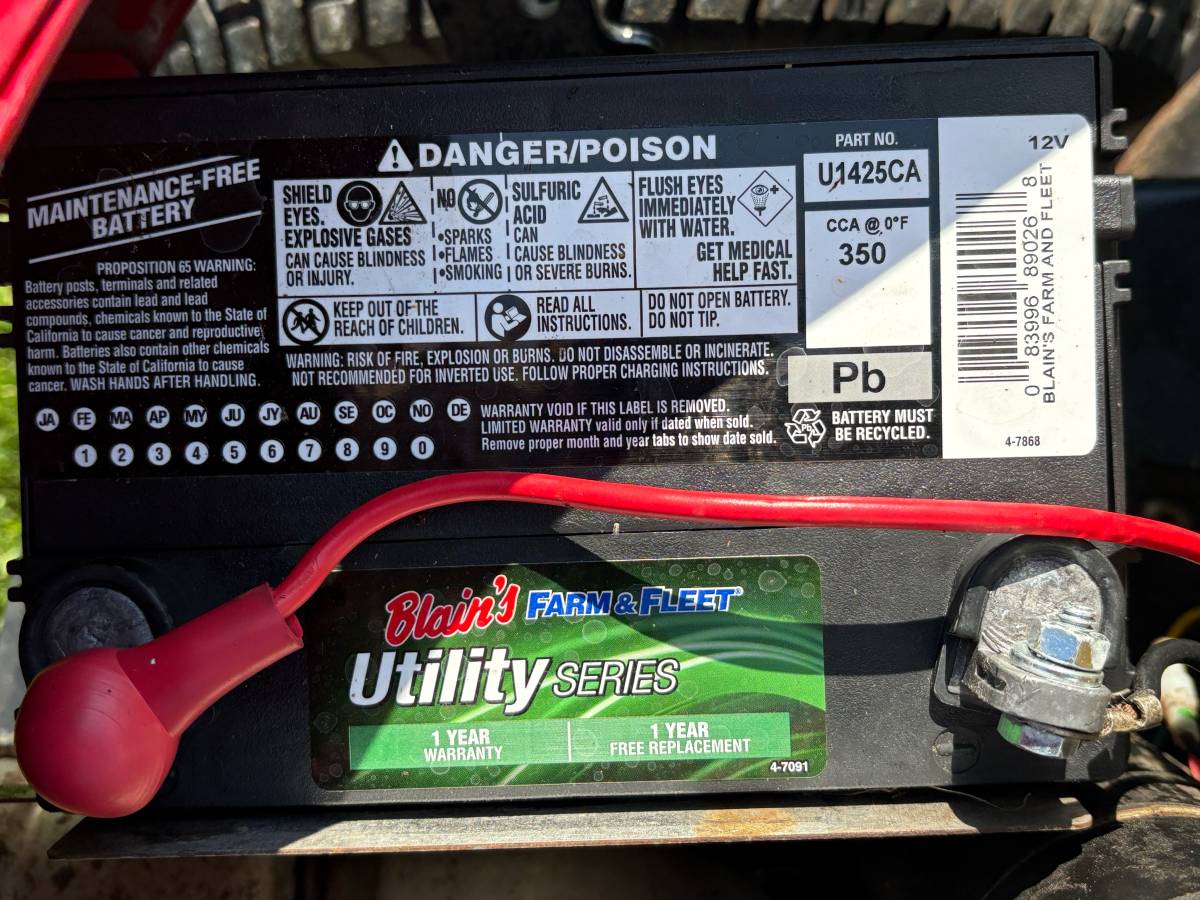 MAINTENANCE-FREE
BATTERY
PROPOSITION 65 WARNING:
Battery posts, terminals and related
accessories contain lead and lead
compounds, chemicals known to the State of
California to cause cancer and reproductive
harm. Batteries also contain other chemicals
known to the State of California to cause
cancer. WASH HANDS AFTER HANDLING.
DANGER/POISON
SHIELD
EYES.
EXPLOSIVE GASES
CAN CAUSE BLINDNESS
OR INJURY.
NO
•SPARKS
•FLAMES
•SMOKING
SULFURIC
ACID
CAN
CAUSE BLINDNESS
OR SEVERE BURNS.
FLUSH EYES
IMMEDIATELY
WITH WATER.
GET MEDICAL
HELP FAST.
KEEP OUT OF THE
REACH OF CHILDREN.
READ ALL
INSTRUCTIONS.
DO NOT OPEN BATTERY.
DO NOT TIP.
WARNING: RISK OF FIRE, EXPLOSION OR BURNS. DO NOT DISASSEMBLE OR INCINERATE.
NOT RECOMMENDED FOR INVERTED USE. FOLLOW PROPER CHARGING INSTRUCTIONS.
JA FE MA AP MY JU JY AU SE OC NO DE
1 2 3 4 5 6 7 8 9 0
WARRANTY VOID IF THIS LABEL IS REMOVED.
LIMITED WARRANTY valid only if dated when sold.
Remove proper month and year tabs to show date sold.
PART NO.
U1425CA
CCA @ 0°F
350
Pb
Pb
BATTERY MUST
BE RECYCLED.
12V
0 83996 89026 8
BLAIN'S FARM AND FLEET
4-7868
Blain's FARM & FLEET®
Utility SERIES
1 YEAR
WARRANTY
1 YEAR
FREE REPLACEMENT
4-7091